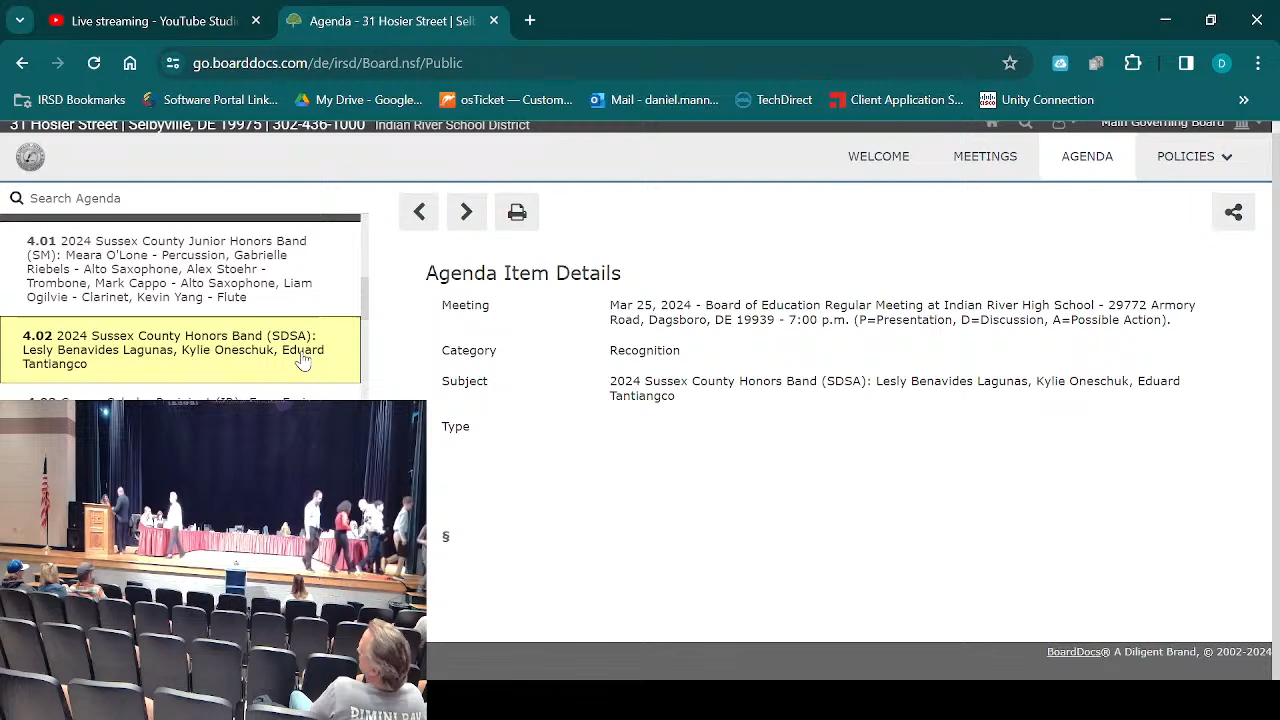 Live streaming - YouTube Studi
Agenda - 31 Hosier Street | Selb
go.boarddocs.com/de/irsd/Board.nsf/Public
IRSD Bookmarks
Software Portal Link...
My Drive - Google...
osTicket — Custom...
Mail - daniel.mann...
TechDirect
Client Application S...
Unity Connection
31 Hosier Street | Selbyville, DE 19975 | 302-436-1000 Indian River School District
Main Governing Board
WELCOME
MEETINGS
AGENDA
POLICIES
Search Agenda
4.01 2024 Sussex County Junior Honors Band
(SM): Meara O'Lone - Percussion, Gabrielle
Riebels - Alto Saxophone, Alex Stoehr -
Trombone, Mark Cappo - Alto Saxophone, Liam
Ogilvie - Clarinet, Kevin Yang - Flute
4.02 2024 Sussex County Honors Band (SDSA):
Lesly Benavides Lagunas, Kylie Oneschuk, Eduard
Tantiangco
Agenda Item Details
Meeting
Mar 25, 2024 - Board of Education Regular Meeting at Indian River High School - 29772 Armory
Road, Dagsboro, DE 19939 - 7:00 p.m. (P=Presentation, D=Discussion, A=Possible Action).
Category
Recognition
Subject
2024 Sussex County Honors Band (SDSA): Lesly Benavides Lagunas, Kylie Oneschuk, Eduard
Tantiangco
Type
§
BoardDocs® A Diligent Brand, © 2002-2024
D